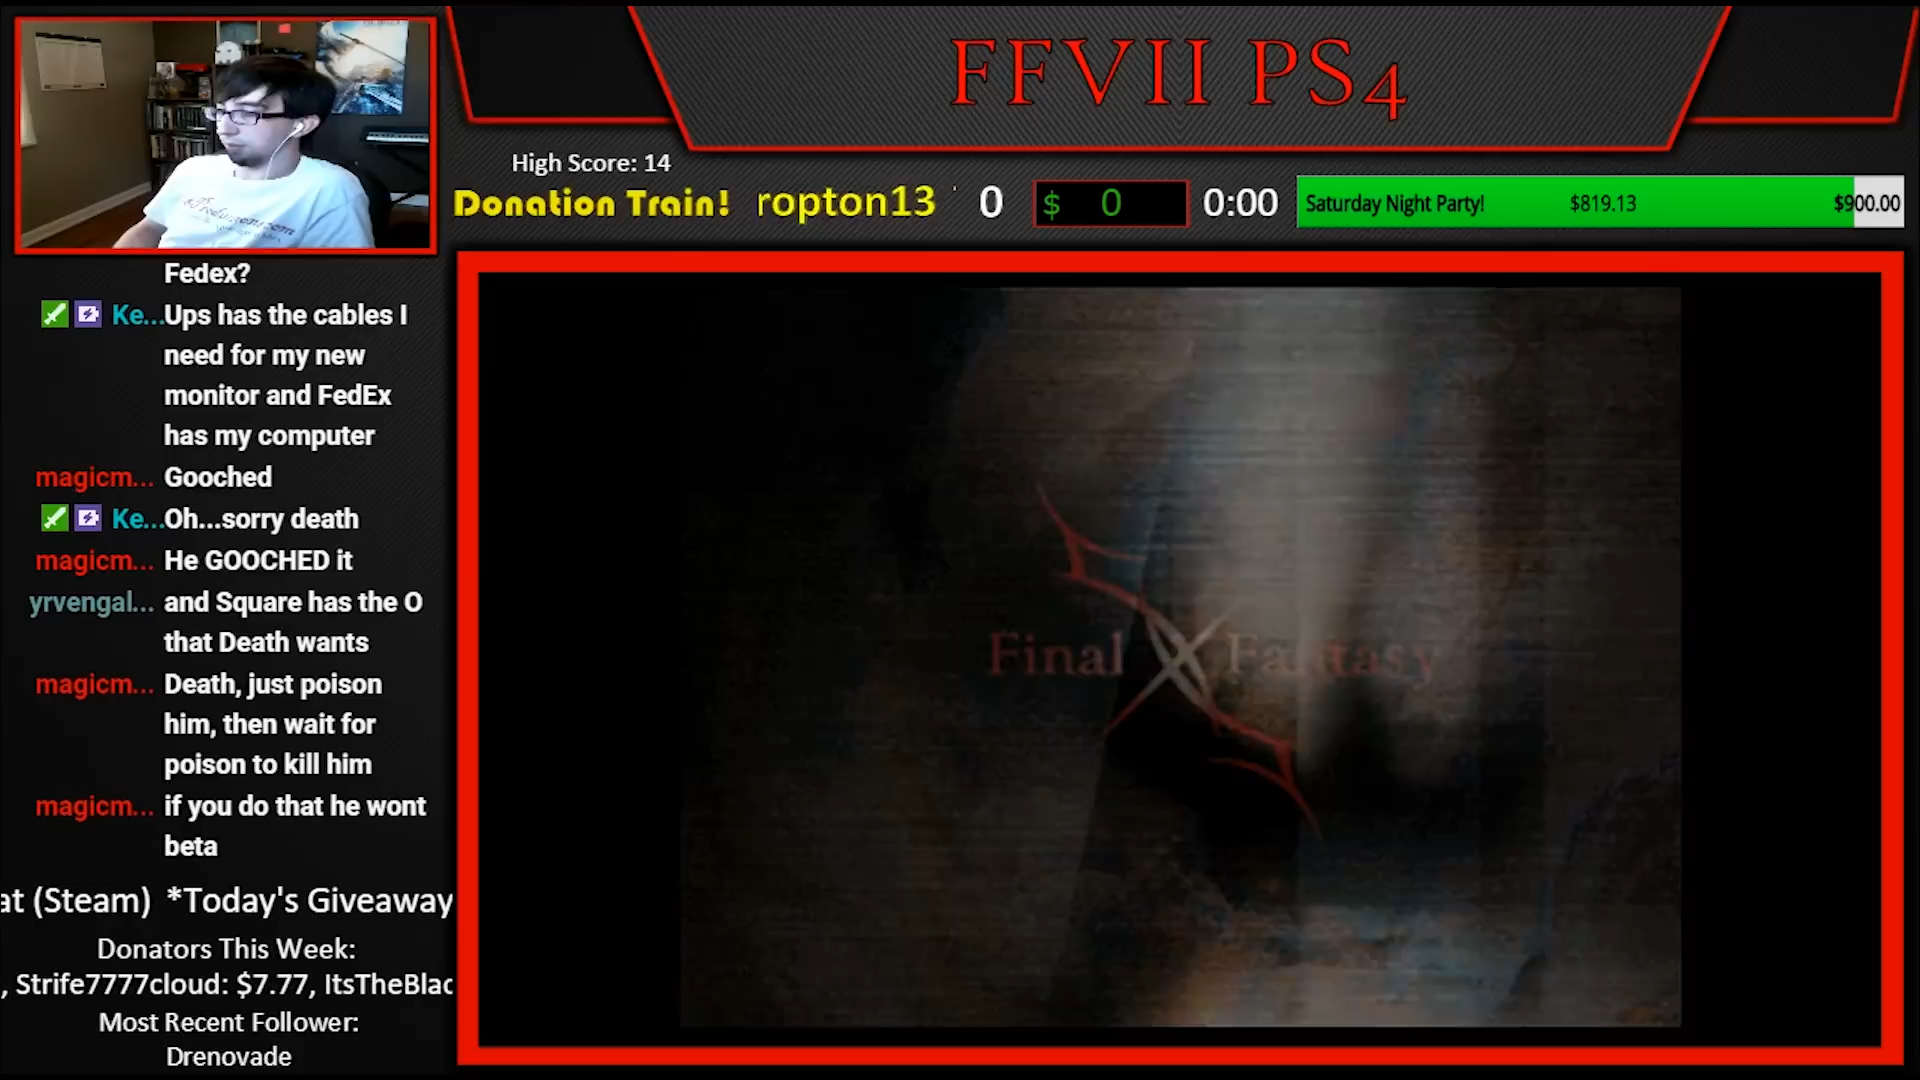 FFVII PS4
High Score: 14
Donation Train! ropton13 0 $ 0 0:00
Saturday Night Party! $819.13 $900.00
Fedex?
Ke...Ups has the cables I
need for my new
monitor and FedEx
has my computer
magicm... Gooched
Ke...Oh...sorry death
magicm... He GOOCHED it
yrvengal... and Square has the O
that Death wants
magicm... Death, just poison
him, then wait for
poison to kill him
magicm... if you do that he wont
beta
at (Steam) *Today's Giveaway
Donators This Week:
, Strife7777cloud: $7.77, ItsTheBlac
Most Recent Follower:
Drenovade
Final Fantasy